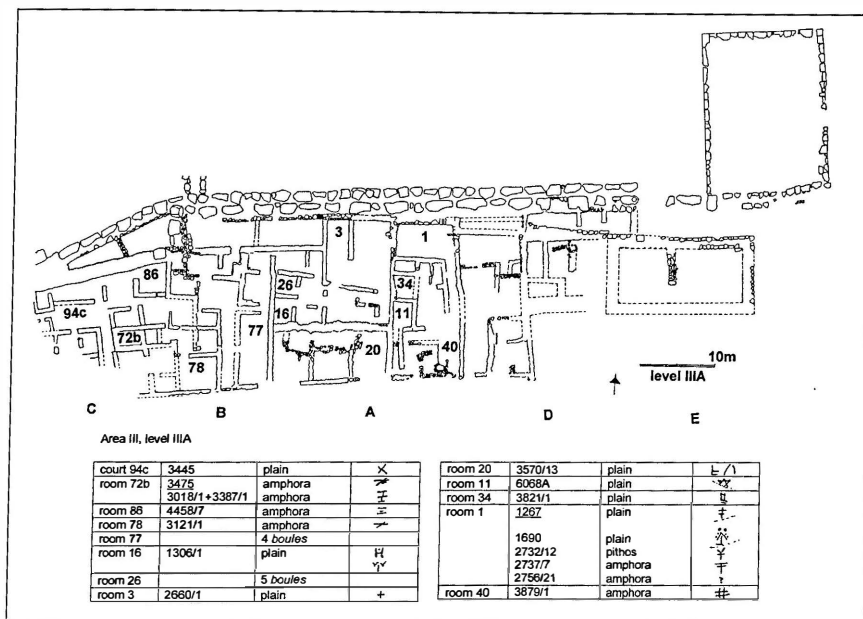 3
1
86
26
34
94c
16
11
77
72b
20
40
78
10m
level IIIA
C
B
A
D
E
Area III, level IIIA
court 94c 3445 plain
room 72b 3475 amphora
3018/1+3387/1 amphora
room 86 4458/7 amphora
room 78 3121/1 amphora
room 77 4 boules
room 16 1306/1 plain
room 26 5 boules
room 3 2660/1 plain +
room 20 3570/13 plain
room 11 6068A plain
room 34 3821/1 plain
room 1 1267 plain
1690 plain
2732/12 pithos
2737/7 amphora
2756/21 amphora
room 40 3879/1 amphora